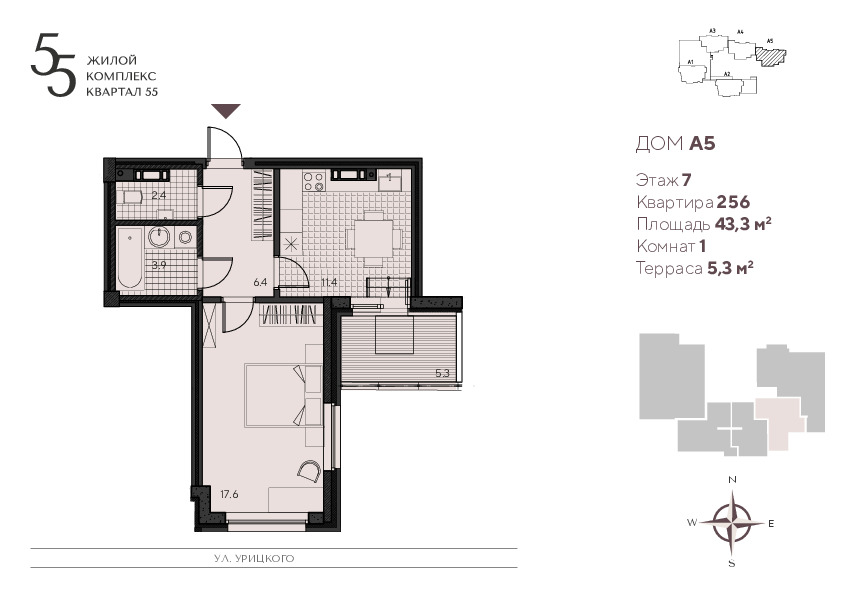 55
ЖИЛОЙ
КОМПЛЕКС
КВАРТАЛ 55
A3
A4
A5
A1
A2
ДОМ А5
Этаж 7
Квартира 256
Площадь 43,3 м²
Комнат 1
Терраса 5,3 м²
2.4
3.9
6.4
11.4
5.3
17.6
N
W
E
S
УЛ. УРИЦКОГО